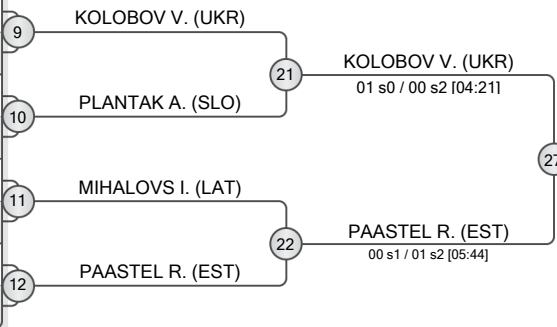 KOLOBOV V. (UKR)
9
21
KOLOBOV V. (UKR)
01 s0 / 00 s2 [04:21]
PLANTAK A. (SLO)
10
27
MIHALOVS I. (LAT)
11
22
PAASTEL R. (EST)
00 s1 / 01 s2 [05:44]
PAASTEL R. (EST)
12